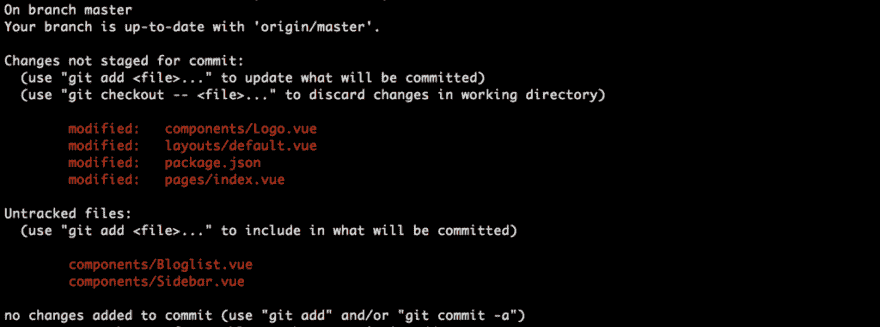 On branch master
Your branch is up-to-date with 'origin/master'.
Changes not staged for commit:
(use "git add <file>..." to update what will be committed)
(use "git checkout -- <file>..." to discard changes in working directory)
modified: components/Logo.vue
modified: layouts/default.vue
modified: package.json
modified: pages/index.vue
Untracked files:
(use "git add <file>..." to include in what will be committed)
components/Bloglist.vue
components/Sidebar.vue
no changes added to commit (use "git add" and/or "git commit -a")